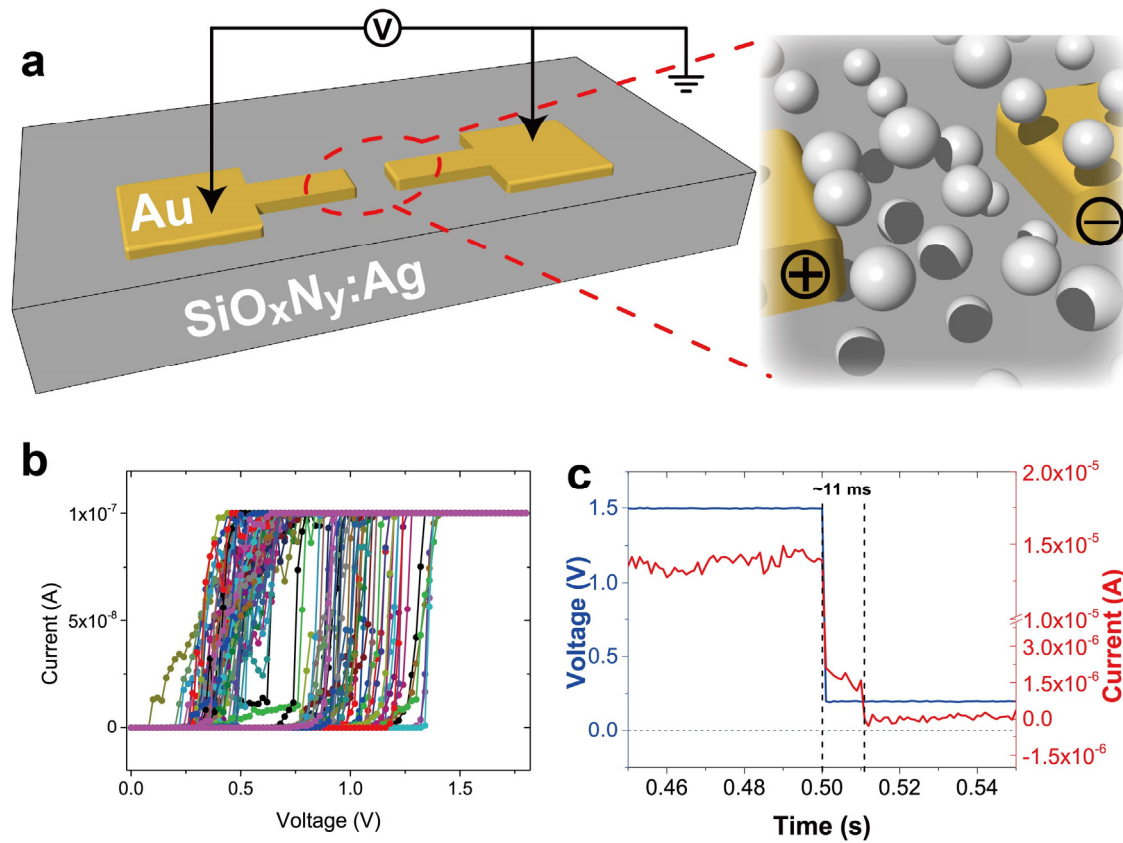 a
V
Au
SiOₓNᵧ:Ag
+
−
b
1x10⁻⁷
5x10⁻⁸
0
Current (A)
0.0 0.5 1.0 1.5
Voltage (V)
c
~11 ms
1.5
1.0
0.5
0.0
Voltage (V)
2.0x10⁻⁵
1.5x10⁻⁵
1.0x10⁻⁵
3.0x10⁻⁶
1.5x10⁻⁶
0.0
-1.5x10⁻⁶
Current (A)
0.46 0.48 0.50 0.52 0.54
Time (s)